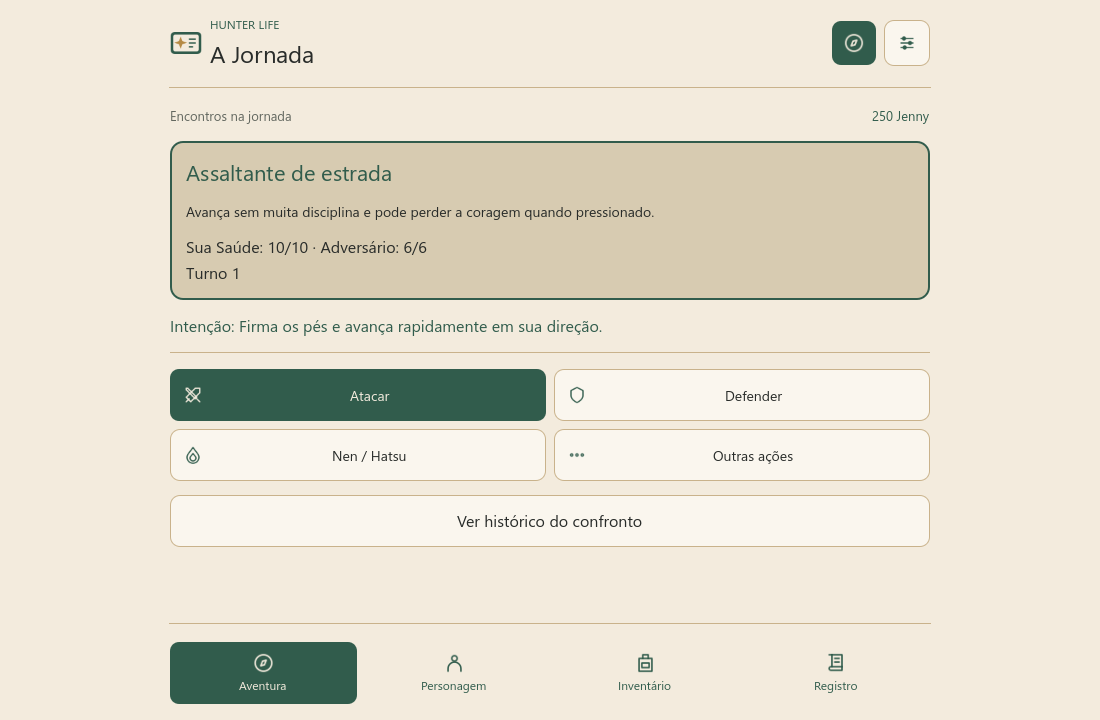 HUNTER LIFE
A Jornada
Encontros na jornada
250 Jenny
Assaltante de estrada
Avança sem muita disciplina e pode perder a coragem quando pressionado.
Sua Saúde: 10/10 · Adversário: 6/6
Turno 1
Intenção: Firma os pés e avança rapidamente em sua direção.
Atacar
Defender
Nen / Hatsu
Outras ações
Ver histórico do confronto
Aventura
Personagem
Inventário
Registro